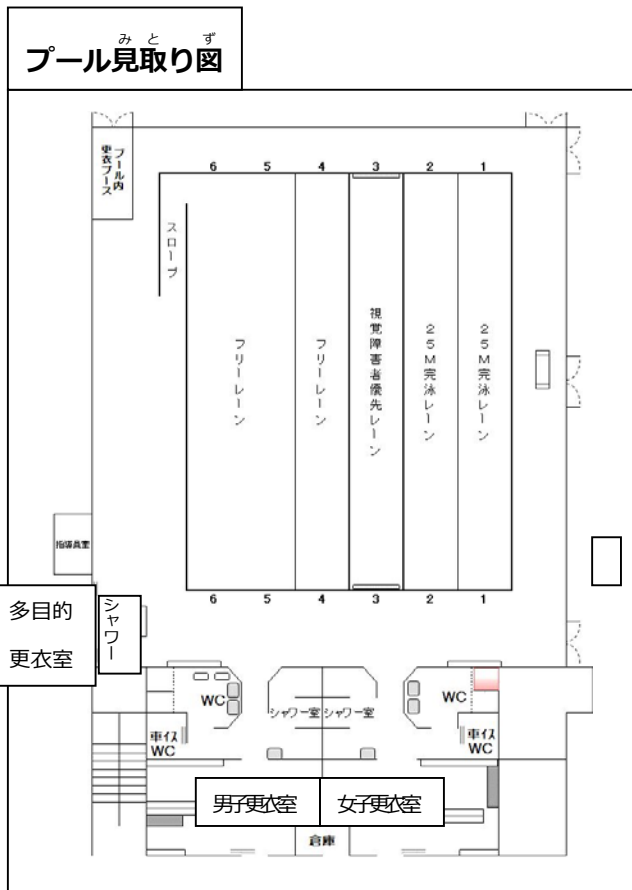 みとず
プール見取り図
プール内
更衣ブース
6 5 4 3 2 1
スロープ
フリーレーン
フリーレーン
視覚障害者優先レーン
25M完泳レーン
25M完泳レーン
指導員室
6 5 4 3 2 1
多目的
更衣室
シャワー
WC
シャワー室
シャワー室
WC
車イス
WC
車イス
WC
男子更衣室
女子更衣室
倉庫